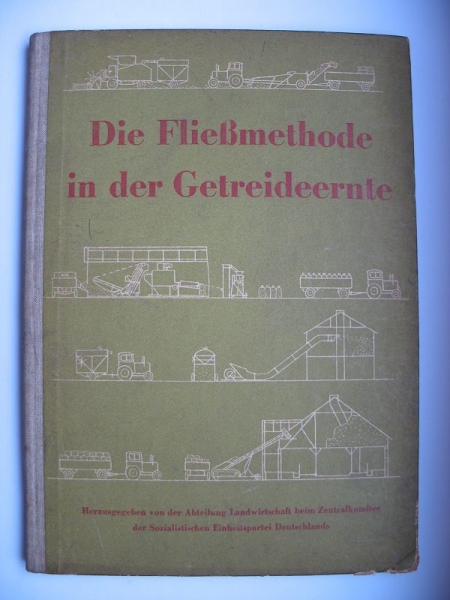 Die Fließmethode
in der Getreideernte
Herausgegeben von der Abteilung Landwirtschaft beim Zentralkomitee
der Sozialistischen Einheitspartei Deutschlands